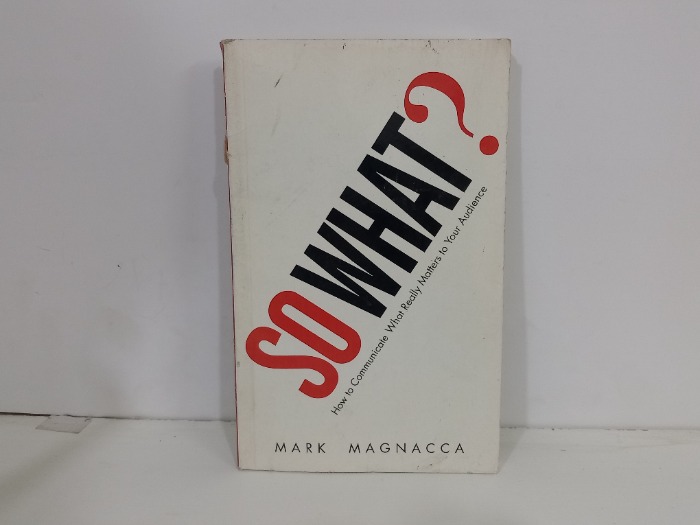 SO WHAT?
How to Communicate What Really Matters to Your Audience
MARK MAGNACCA